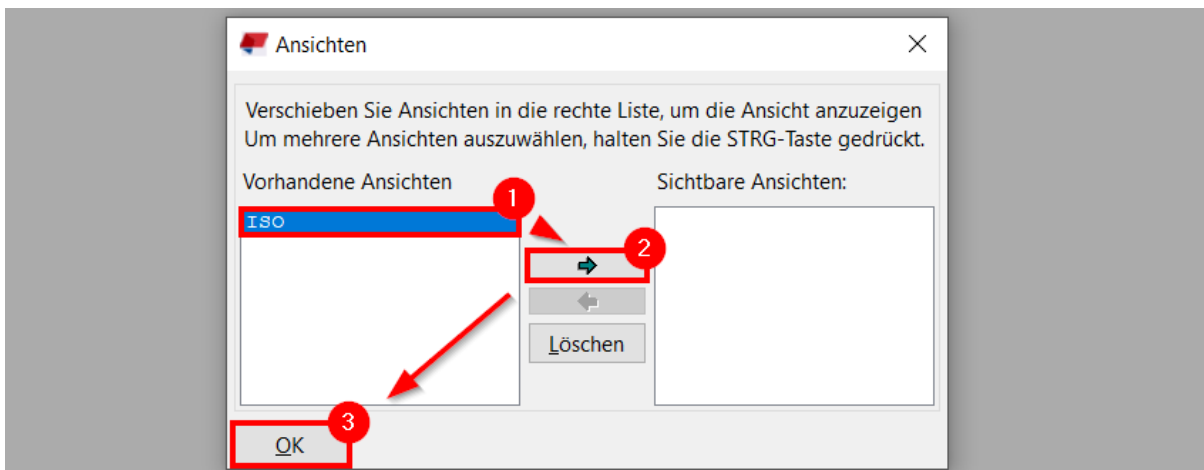 Ansichten
Verschieben Sie Ansichten in die rechte Liste, um die Ansicht anzuzeigen
Um mehrere Ansichten auszuwählen, halten Sie die STRG-Taste gedrückt.
Vorhandene Ansichten
Sichtbare Ansichten:
1
ISO
2
Löschen
3
OK